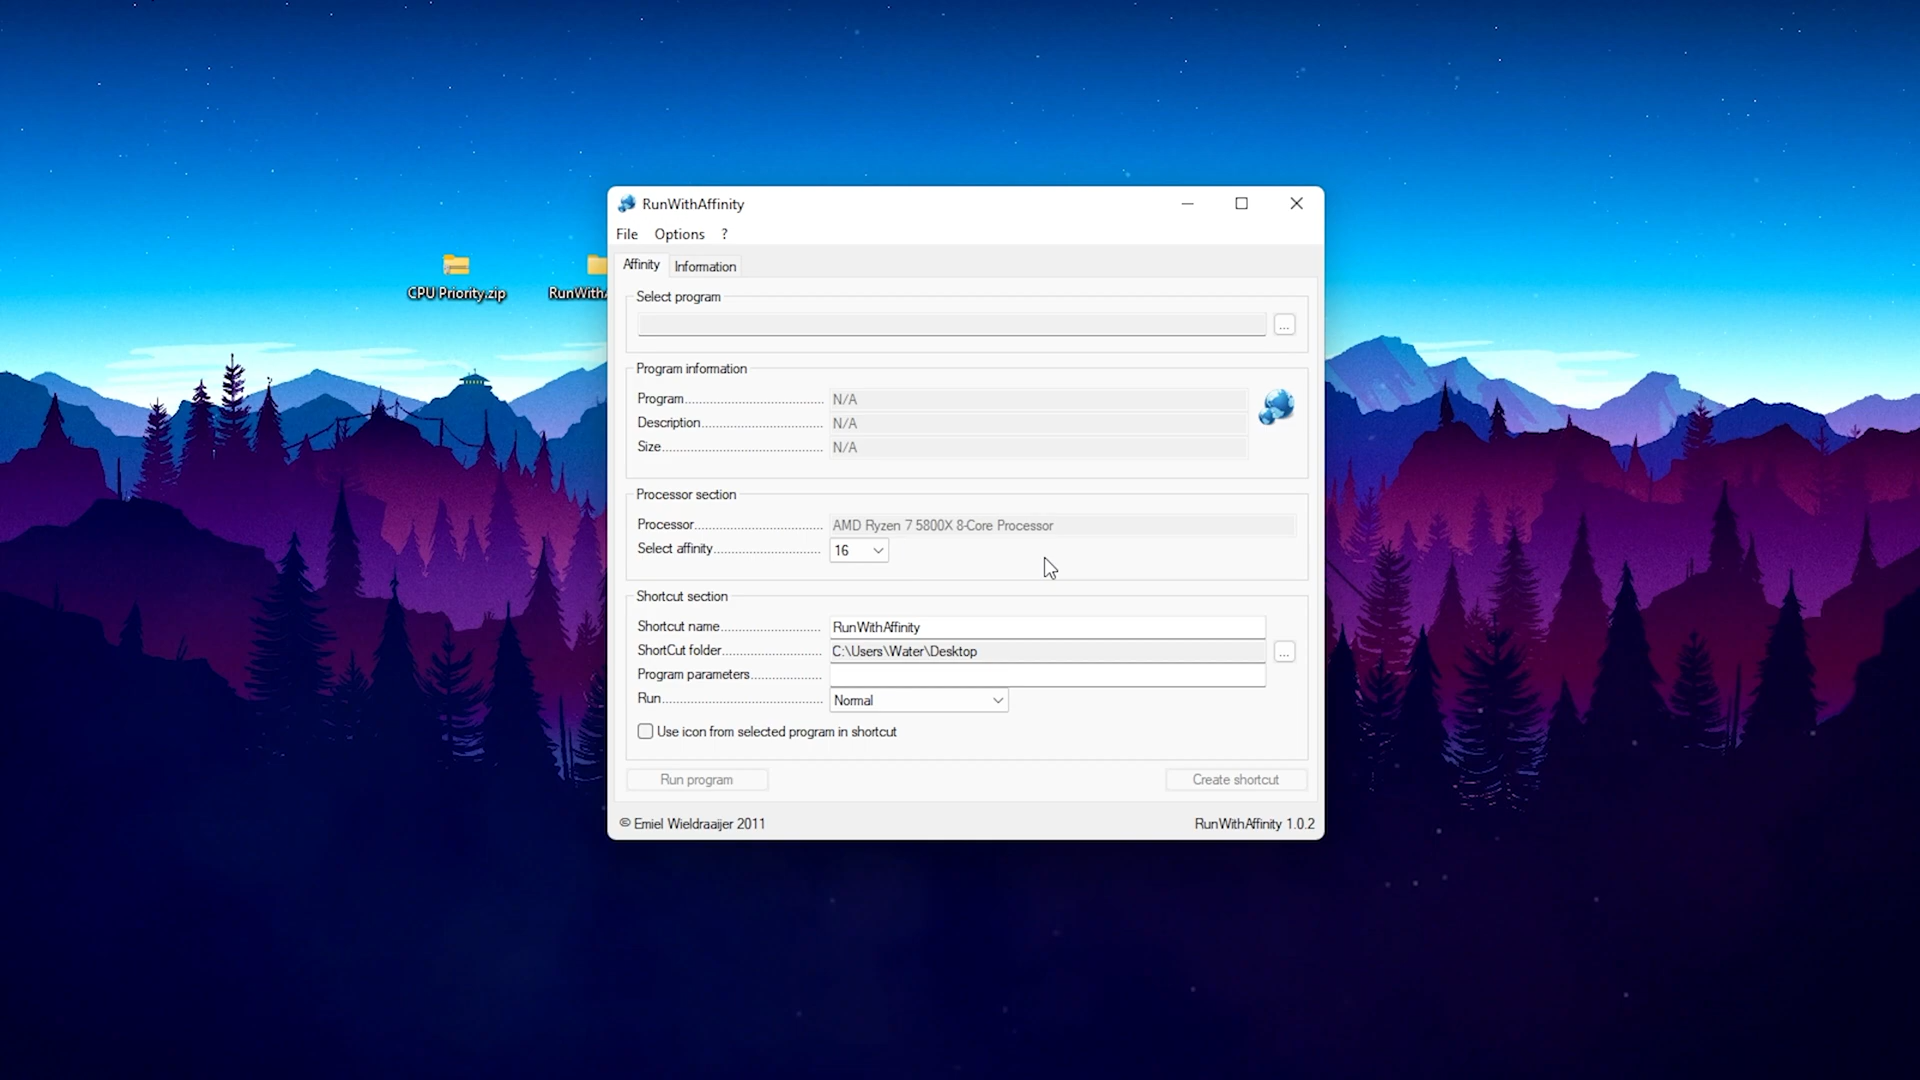 RunWithAffinity
File Options ?
Affinity Information
CPU Priority.zip
RunWithA
Select program
...
Program information
Program N/A
Description N/A
Size N/A
Processor section
Processor AMD Ryzen 7 5800X 8-Core Processor
Select affinity 16
Shortcut section
Shortcut name RunWithAffinity
ShortCut folder C:\Users\Water\Desktop ...
Program parameters
Run Normal
Use icon from selected program in shortcut
Run program Create shortcut
© Emiel Wieldraaijer 2011 RunWithAffinity 1.0.2